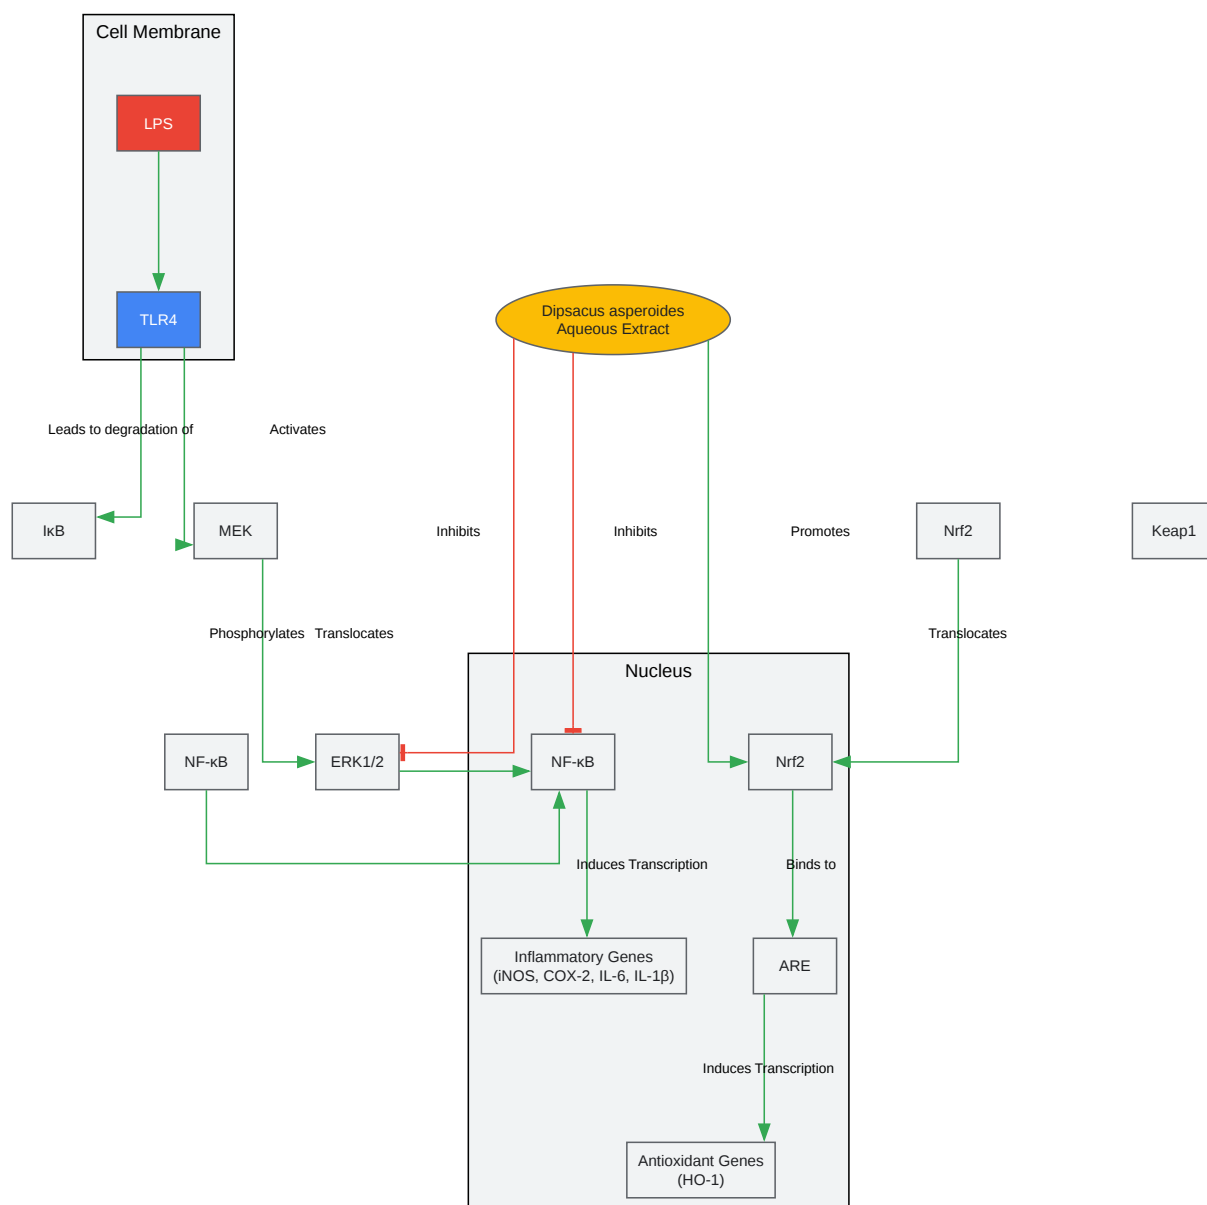 Cell Membrane
LPS
TLR4
Dipsacus asperoides
Aqueous Extract
Leads to degradation of
Activates
IκB
MEK
Inhibits
Inhibits
Promotes
Nrf2
Keap1
Phosphorylates
Translocates
Translocates
Nucleus
NF-κB
ERK1/2
NF-κB
Nrf2
Induces Transcription
Binds to
Inflammatory Genes
(iNOS, COX-2, IL-6, IL-1β)
ARE
Induces Transcription
Antioxidant Genes
(HO-1)